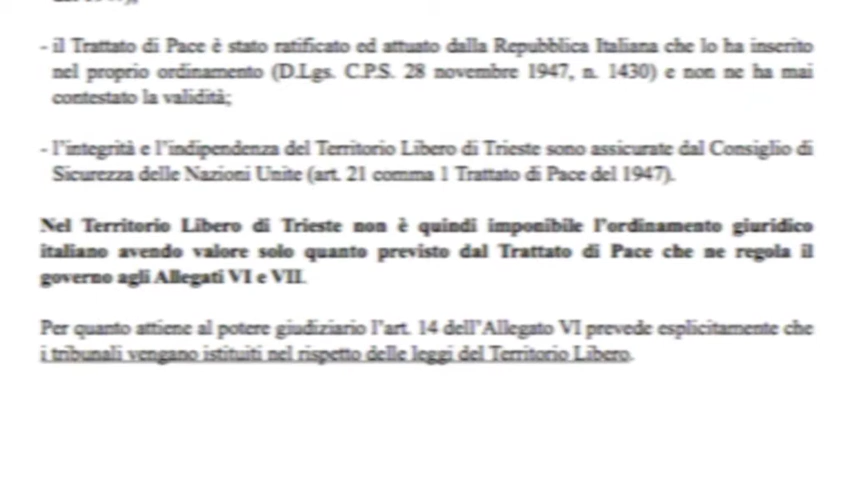 - il Trattato di Pace è stato ratificato ed attuato dalla Repubblica Italiana che lo ha inserito
nel proprio ordinamento (D.Lgs. C.P.S. 28 novembre 1947, n. 1430) e non ne ha mai
contestato la validità;
- l'integrità e l'indipendenza del Territorio Libero di Trieste sono assicurate dal Consiglio di
Sicurezza delle Nazioni Unite (art. 21 comma 1 Trattato di Pace del 1947).
Nel Territorio Libero di Trieste non è quindi imponibile l'ordinamento giuridico
italiano avendo valore solo quanto previsto dal Trattato di Pace che ne regola il
governo agli Allegati VI e VII.
Per quanto attiene al potere giudiziario l'art. 14 dell'Allegato VI prevede esplicitamente che
i tribunali vengano istituiti nel rispetto delle leggi del Territorio Libero.